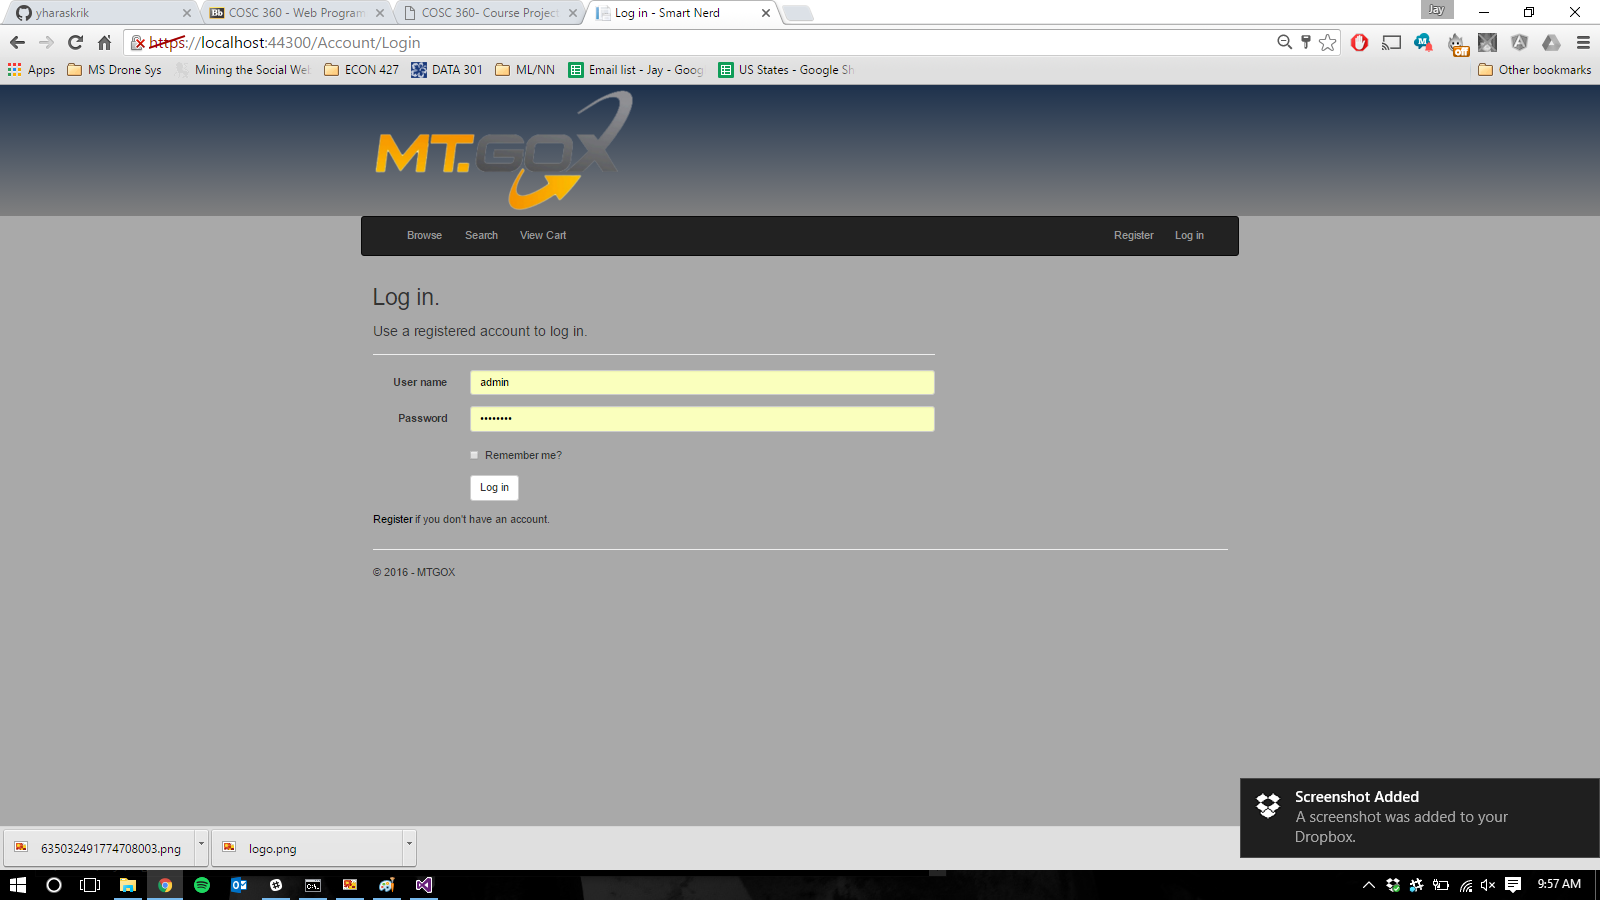 yharaskrik
COSC 360 - Web Program
COSC 360- Course Project
Log in - Smart Nerd
Jay
https://localhost:44300/Account/Login
Apps
MS Drone Sys
Mining the Social We
ECON 427
DATA 301
ML/NN
Email list - Jay - Goog
US States - Google Sh
Other bookmarks
MT.GOX
Browse
Search
View Cart
Register
Log in
Log in.
Use a registered account to log in.
User name
admin
Password
••••••••
Remember me?
Log in
Register if you don't have an account.
© 2016 - MTGOX
Screenshot Added
A screenshot was added to your
Dropbox.
635032491774708003.png
logo.png
9:57 AM